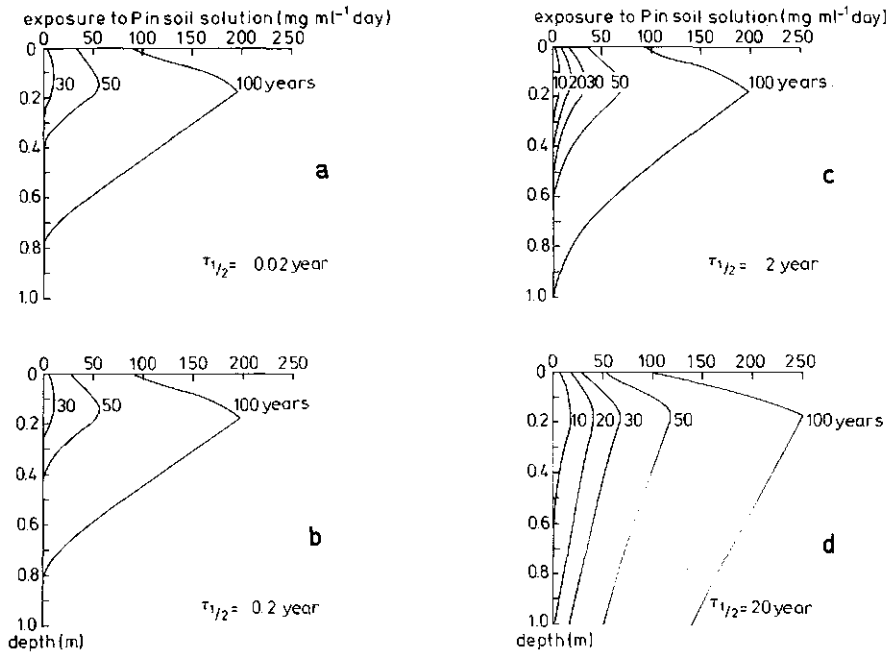 exposure to P in soil solution (mg ml⁻¹ day)
0 50 100 150 200 250
0
0.2
0.4
0.6
0.8
1.0
30 50 100 years
a
τ1/2 = 0.02 year
exposure to P in soil solution (mg ml⁻¹ day)
0 50 100 150 200 250
0
0.2
0.4
0.6
0.8
1.0
10 20 30 50 100 years
c
τ1/2 = 2 year
0 50 100 150 200 250
0
0.2
0.4
0.6
0.8
1.0
30 50 100 years
b
τ1/2 = 0.2 year
depth (m)
0 50 100 150 200 250
0
0.2
0.4
0.6
0.8
1.0
10 20 30 50 100 years
d
τ1/2 = 20 year
depth (m)